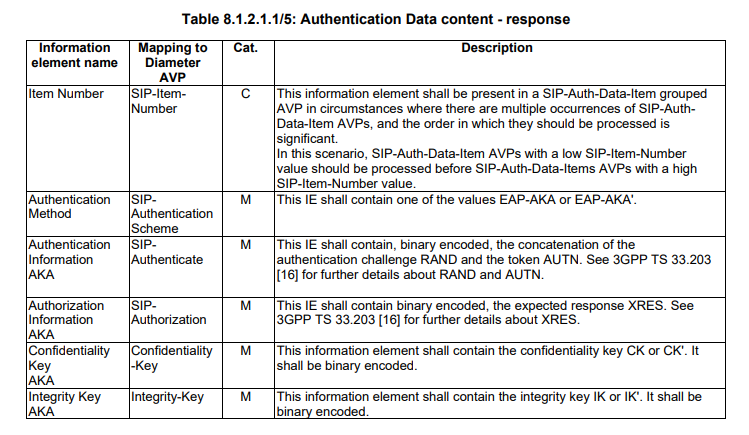 Table 8.1.2.1.1/5: Authentication Data content - response
Information element name | Mapping to Diameter AVP | Cat. | Description
Item Number | SIP-Item-Number | C | This information element shall be present in a SIP-Auth-Data-Item grouped
AVP in circumstances where there are multiple occurrences of SIP-Auth-
Data-Item AVPs, and the order in which they should be processed is
significant.
In this scenario, SIP-Auth-Data-Item AVPs with a low SIP-Item-Number
value should be processed before SIP-Auth-Data-Items AVPs with a high
SIP-Item-Number value.
Authentication Method | SIP-Authentication Scheme | M | This IE shall contain one of the values EAP-AKA or EAP-AKA'.
Authentication Information AKA | SIP-Authenticate | M | This IE shall contain, binary encoded, the concatenation of the
authentication challenge RAND and the token AUTN. See 3GPP TS 33.203
[16] for further details about RAND and AUTN.
Authorization Information AKA | SIP-Authorization | M | This IE shall contain binary encoded, the expected response XRES. See
3GPP TS 33.203 [16] for further details about XRES.
Confidentiality Key AKA | Confidentiality-Key | M | This information element shall contain the confidentiality key CK or CK'. It
shall be binary encoded.
Integrity Key AKA | Integrity-Key | M | This information element shall contain the integrity key IK or IK'. It shall be
binary encoded.